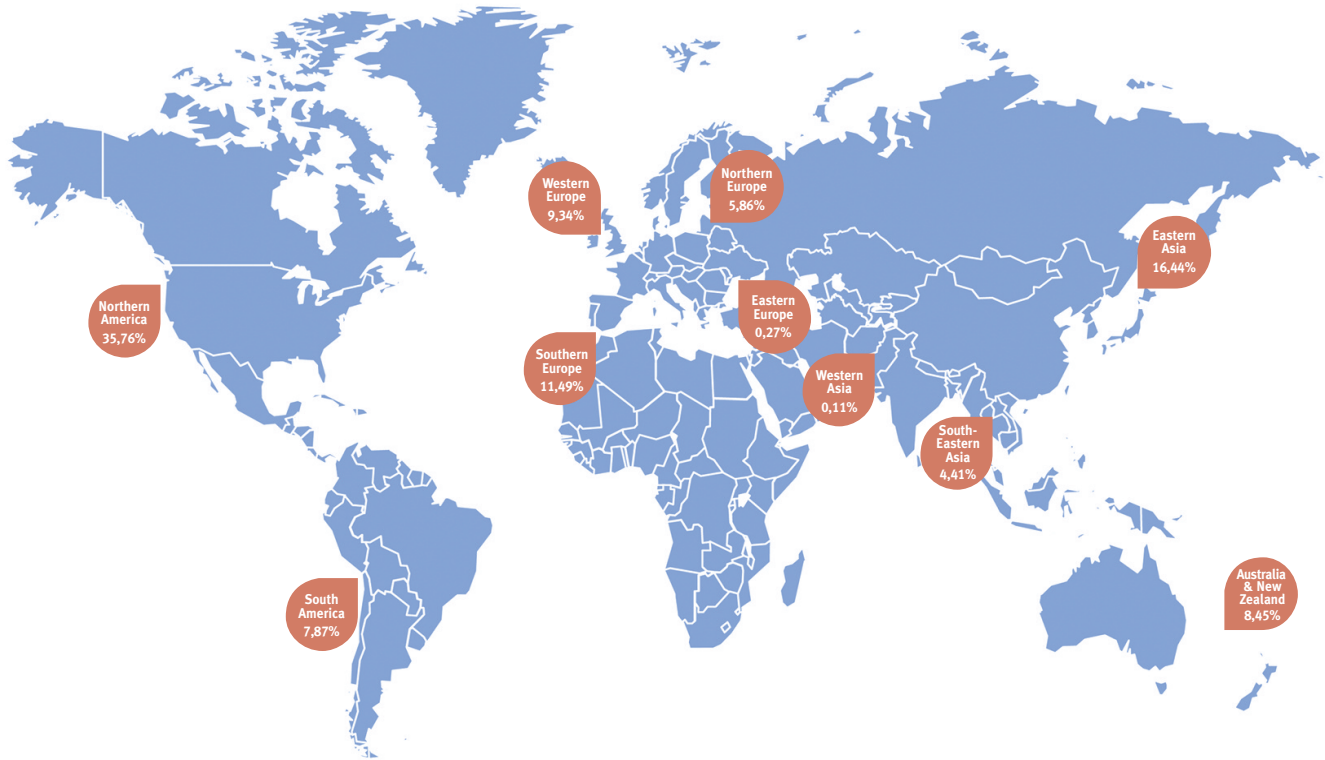 Western
Europe
9,34%
Northern
Europe
5,86%
Eastern
Asia
16,44%
Northern
America
35,76%
Eastern
Europe
0,27%
Southern
Europe
11,49%
Western
Asia
0,11%
South-
Eastern
Asia
4,41%
South
America
7,87%
Australia
& New
Zealand
8,45%